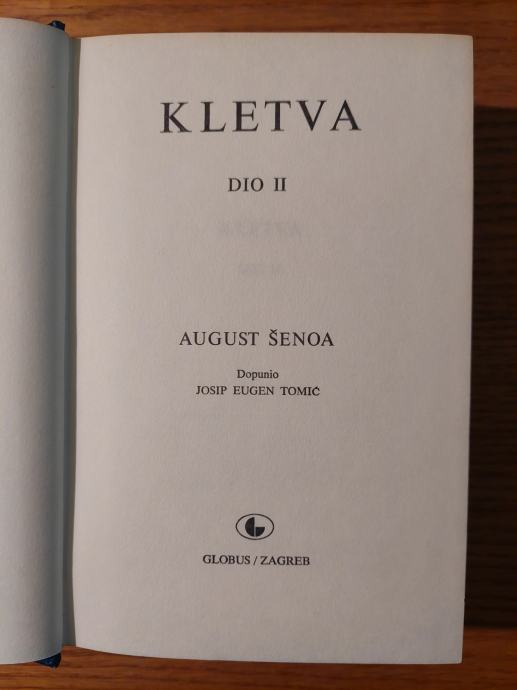 KLETVA
DIO II
AUGUST ŠENOA
Dopunio
JOSIP EUGEN TOMIĆ
GLOBUS / ZAGREB